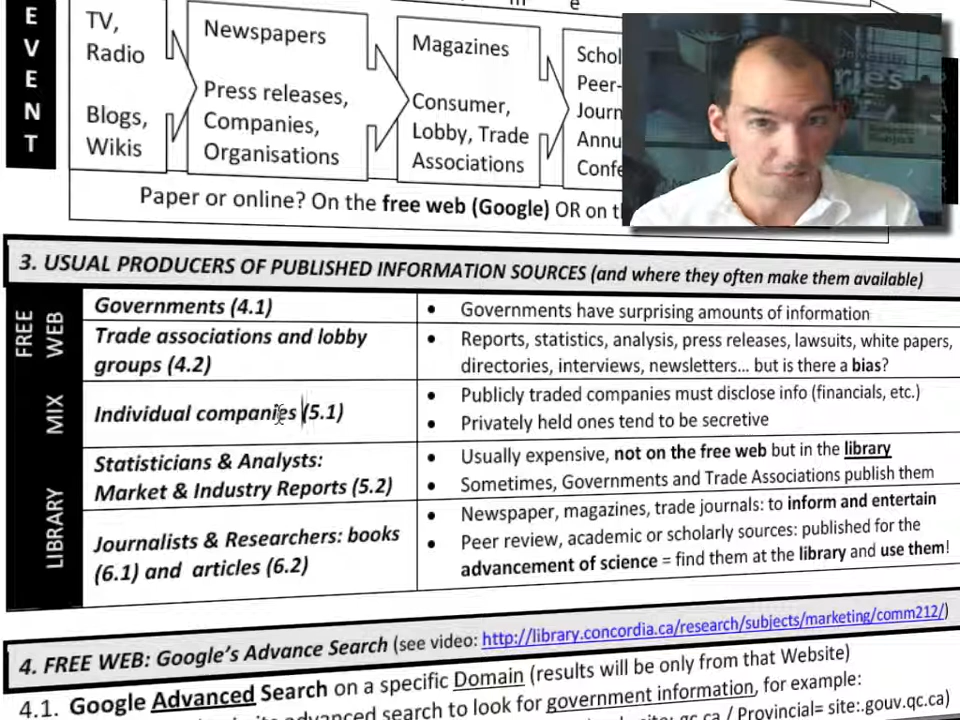 EVENT
TV,
Radio
Blogs,
Wikis
Newspapers
Press releases,
Companies,
Organisations
Magazines
Consumer,
Lobby, Trade
Associations
Paper or online? On the free web (Google) OR on
3. USUAL PRODUCERS OF PUBLISHED INFORMATION SOURCES (and where they often make them available)
FREE WEB
MIX
LIBRARY
Governments (4.1)
• Governments have surprising amounts of information
Trade associations and lobby
groups (4.2)
• Reports, statistics, analysis, press releases, lawsuits, white papers,
directories, interviews, newsletters... but is there a bias?
Individual companies (5.1)
• Publicly traded companies must disclose info (financials, etc.)
• Privately held ones tend to be secretive
Statisticians & Analysts:
Market & Industry Reports (5.2)
• Usually expensive, not on the free web but in the library
• Sometimes, Governments and Trade Associations publish them
Journalists & Researchers: books
(6.1) and articles (6.2)
• Newspaper, magazines, trade journals: to inform and entertain
• Peer review, academic or scholarly sources: published for the
advancement of science = find them at the library and use them!
4. FREE WEB: Google's Advance Search (see video: http://library.concordia.ca/research/subjects/marketing/comm212/)
4.1. Google Advanced Search on a specific Domain (results will be only from that Website)
advanced search to look for government information, for example:
/ Provincial= site:.gouv.qc.ca)